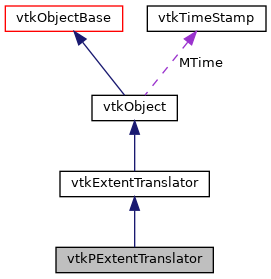 vtkObjectBase
vtkTimeStamp
MTime
vtkObject
vtkExtentTranslator
vtkPExtentTranslator